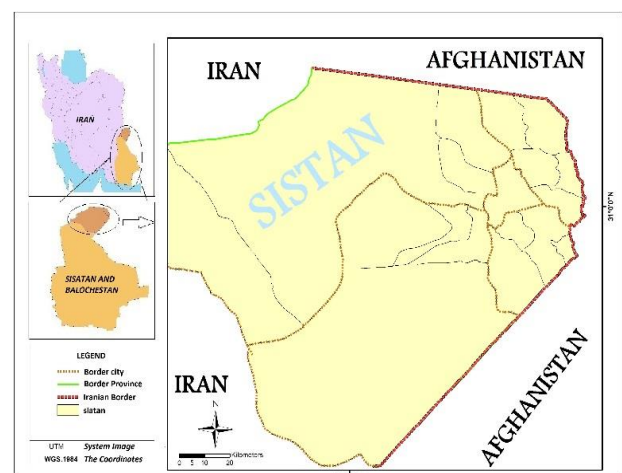 IRAN
SISATAN AND
BALOCHESTAN
LEGEND
Border city
Border Province
Iranian Border
siatan
UTM System Image
WGS.1984 The Coordinates
IRAN
AFGHANISTAN
SISTAN
31°0'0"N
IRAN
AFGHANISTAN
N
Kilometers
0 5 10 20